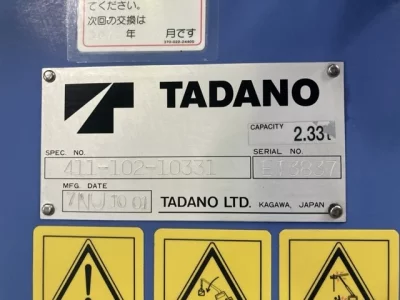 てください。
次回の交換は
年 月です
TADANO
CAPACITY 2.33t
SPEC. NO. SERIAL NO.
411-102-10331
MFG. DATE
TADANO LTD. KAGAWA, JAPAN